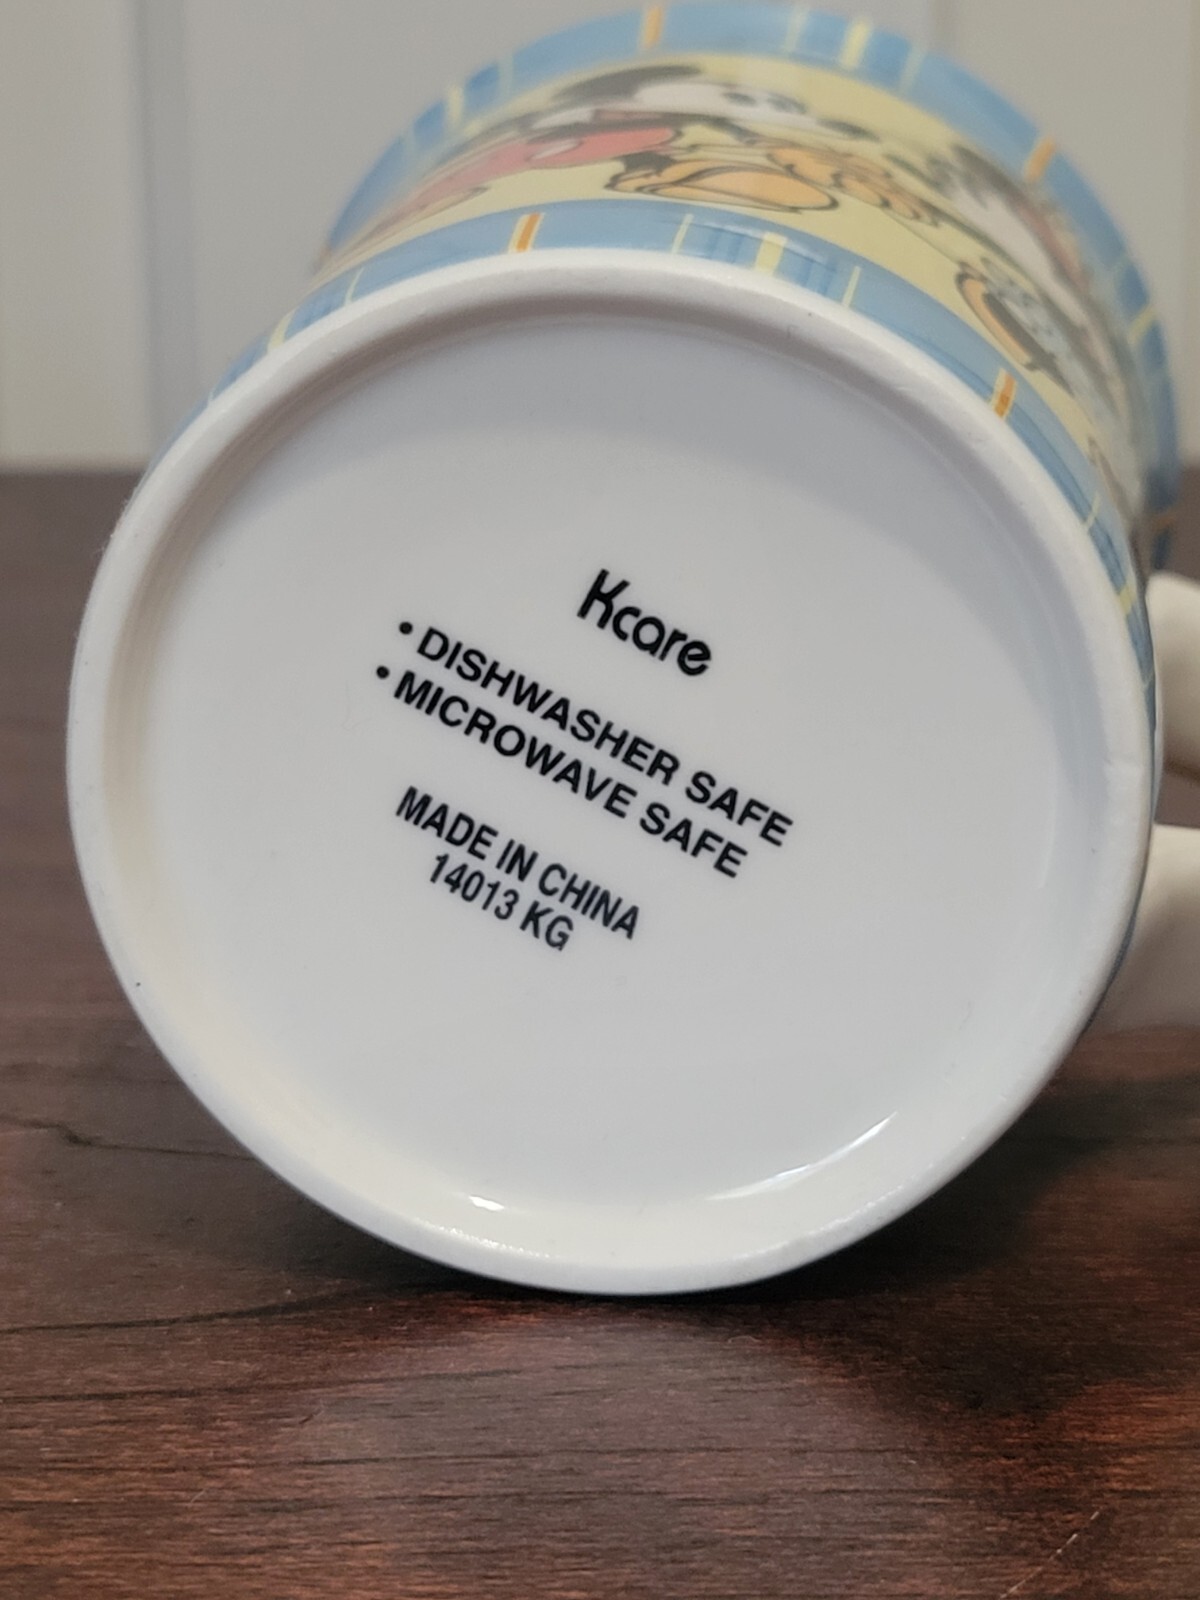 Kcare
• DISHWASHER SAFE
• MICROWAVE SAFE
MADE IN CHINA
14013 KG